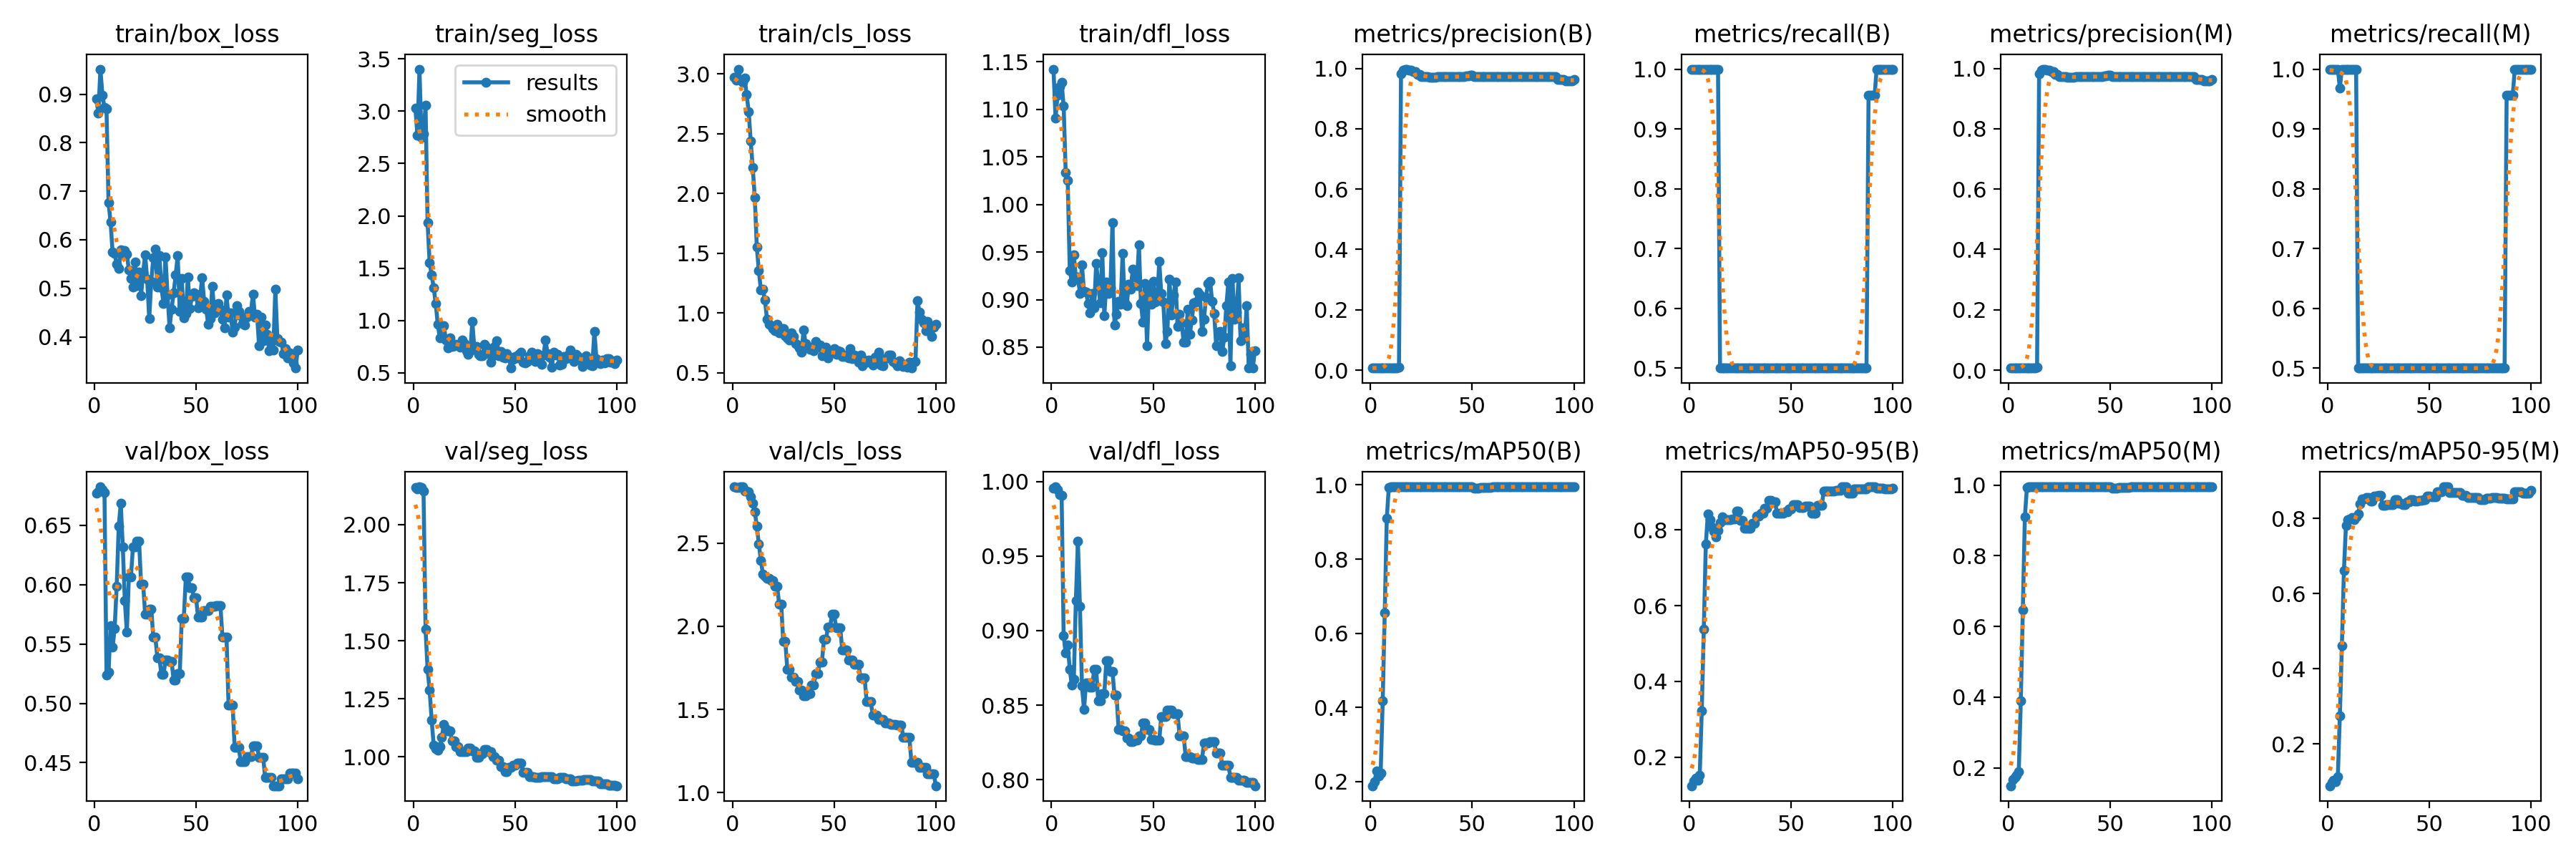 train/box_loss
train/seg_loss
train/cls_loss
train/dfl_loss
metrics/precision(B)
metrics/recall(B)
metrics/precision(M)
metrics/recall(M)
0.9
0.8
0.7
0.6
0.5
0.4
0 50 100
3.5
3.0
2.5
2.0
1.5
1.0
0.5
results
smooth
0 50 100
3.0
2.5
2.0
1.5
1.0
0.5
0 50 100
1.15
1.10
1.05
1.00
0.95
0.90
0.85
0 50 100
1.0
0.8
0.6
0.4
0.2
0.0
0 50 100
1.0
0.9
0.8
0.7
0.6
0.5
0 50 100
1.0
0.8
0.6
0.4
0.2
0.0
0 50 100
1.0
0.9
0.8
0.7
0.6
0.5
0 50 100
val/box_loss
val/seg_loss
val/cls_loss
val/dfl_loss
metrics/mAP50(B)
metrics/mAP50-95(B)
metrics/mAP50(M)
metrics/mAP50-95(M)
0.65
0.60
0.55
0.50
0.45
0 50 100
2.00
1.75
1.50
1.25
1.00
0 50 100
2.5
2.0
1.5
1.0
0 50 100
1.00
0.95
0.90
0.85
0.80
0 50 100
1.0
0.8
0.6
0.4
0.2
0 50 100
0.8
0.6
0.4
0.2
0 50 100
1.0
0.8
0.6
0.4
0.2
0 50 100
0.8
0.6
0.4
0.2
0 50 100